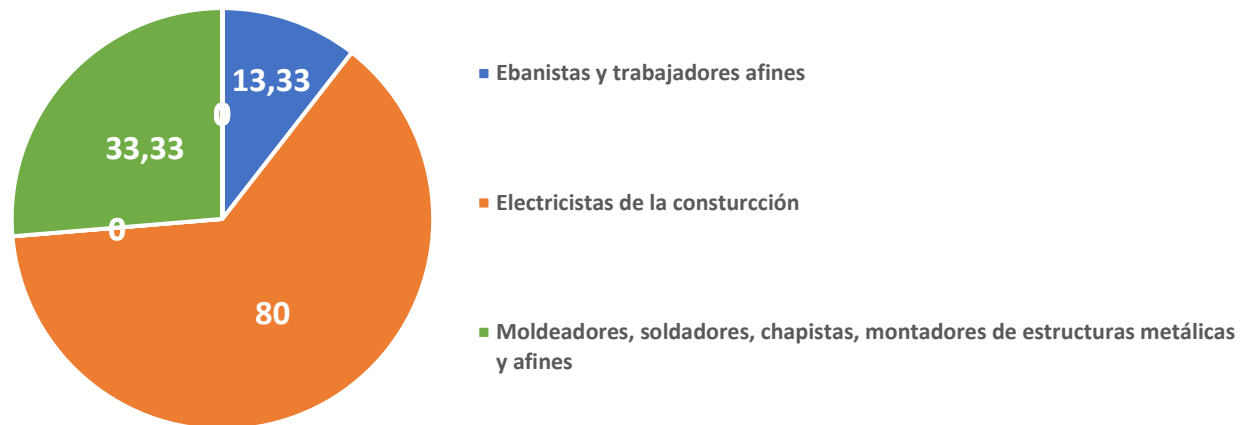 13,33
0
33,33
0
80
Ebanistas y trabajadores afines
Electricistas de la consturcción
Moldeadores, soldadores, chapistas, montadores de estructuras metálicas
y afines